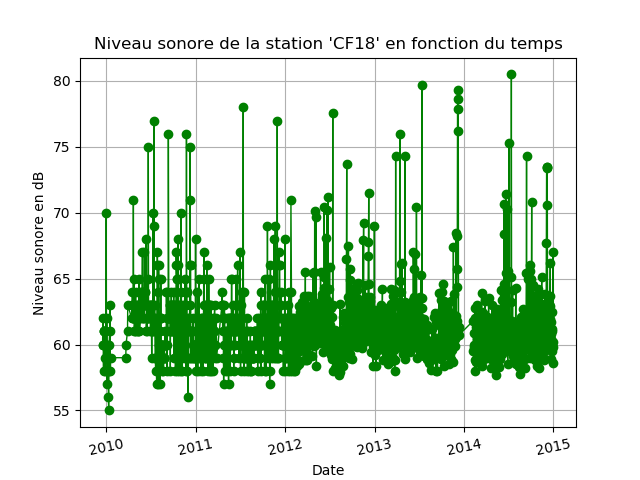 Niveau sonore de la station 'CF18' en fonction du temps
80
75
70
65
60
55
Niveau sonore en dB
2010 2011 2012 2013 2014 2015
Date